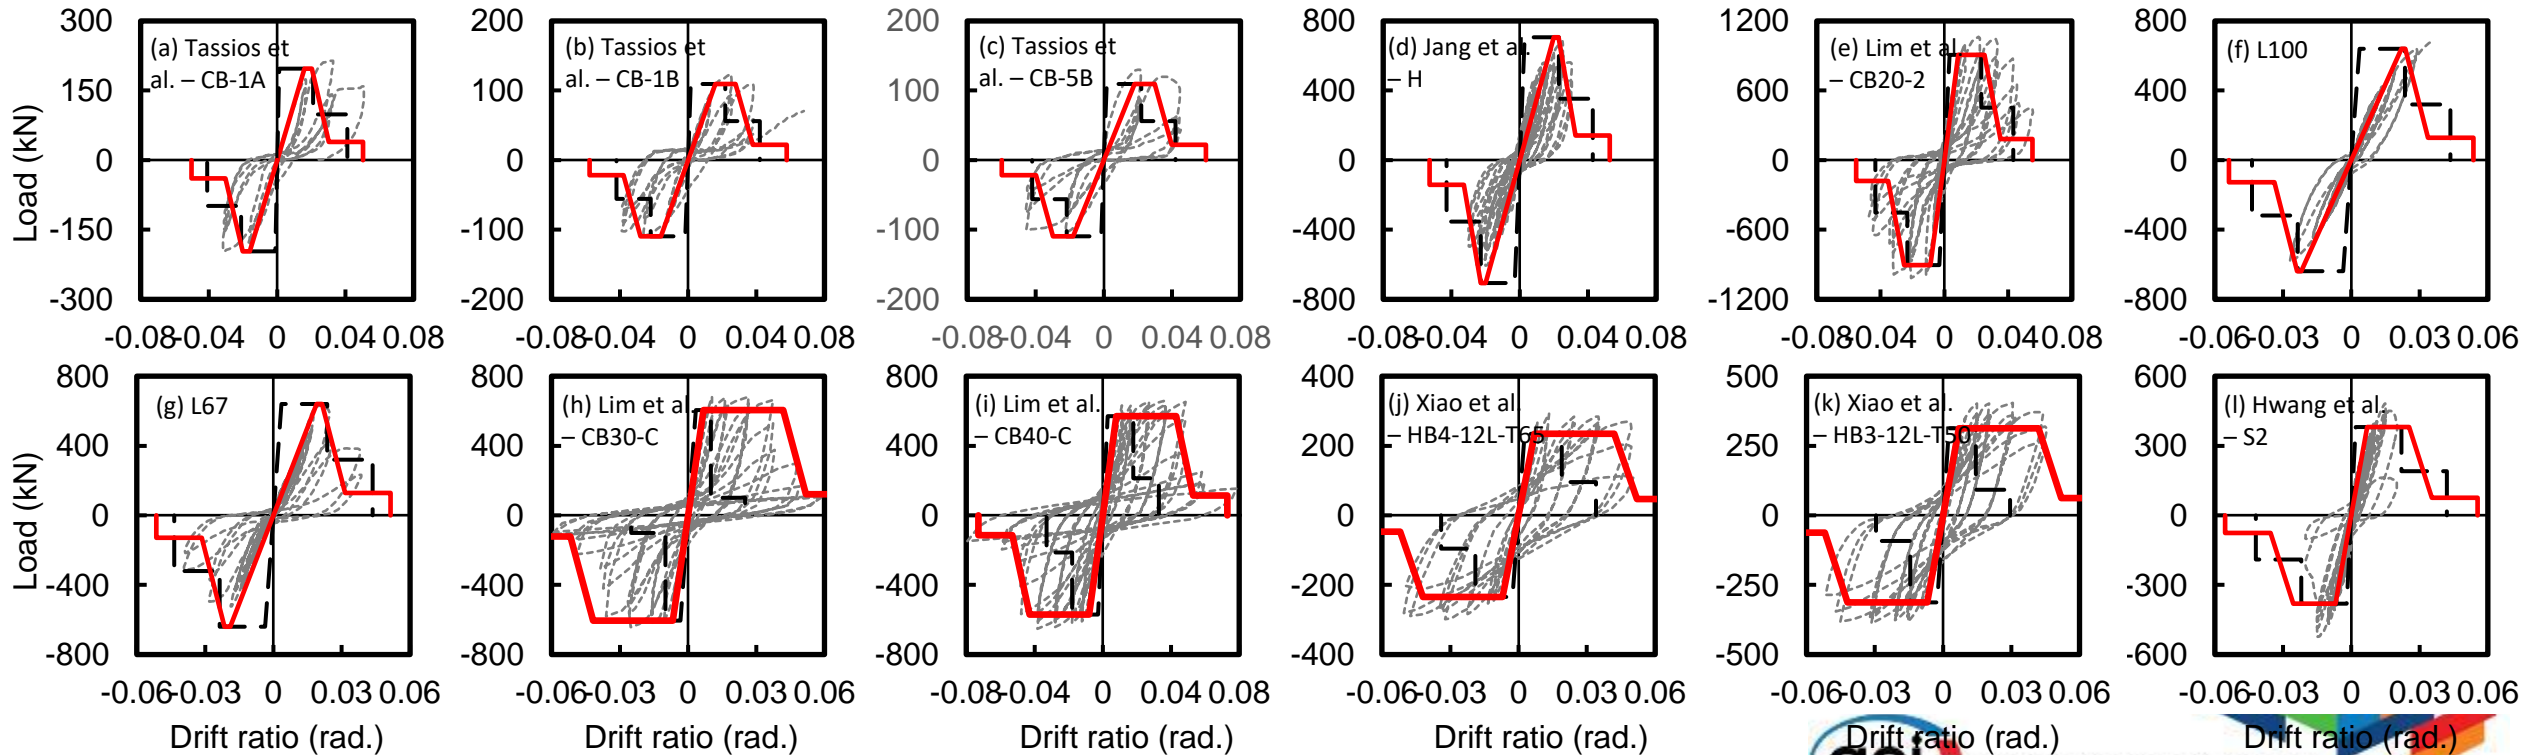 300
200
200
800
1200
800
(a) Tassios et
al. – CB-1A
(b) Tassios et
al. – CB-1B
(c) Tassios et
al. – CB-5B
(d) Jang et al.
– H
(e) Lim et al.
– CB20-2
(f) L100
150
100
100
400
600
400
0
0
0
0
0
0
-150
-100
-100
-400
-600
-400
-300
-200
-200
-800
-1200
-800
Load (kN)
-0.08 -0.04 0 0.04 0.08
-0.08 -0.04 0 0.04 0.08
-0.08 -0.04 0 0.04 0.08
-0.08 -0.04 0 0.04 0.08
-0.08 -0.04 0 0.04 0.08
-0.06 -0.03 0 0.03 0.06
800
800
800
400
500
600
(g) L67
(h) Lim et al.
– CB30-C
(i) Lim et al.
– CB40-C
(j) Xiao et al.
– HB4-12L-T65
(k) Xiao et al.
– HB3-12L-T50
(l) Hwang et al.
– S2
400
400
400
200
250
300
0
0
0
0
0
0
-400
-400
-400
-200
-250
-300
-800
-800
-800
-400
-500
-600
Load (kN)
-0.06 -0.03 0 0.03 0.06
-0.06 -0.03 0 0.03 0.06
-0.08 -0.04 0 0.04 0.08
-0.06 -0.03 0 0.03 0.06
-0.06 -0.03 0 0.03 0.06
-0.06 -0.03 0 0.03 0.06
Drift ratio (rad.)
Drift ratio (rad.)
Drift ratio (rad.)
Drift ratio (rad.)
Drift ratio (rad.)
Drift ratio (rad.)